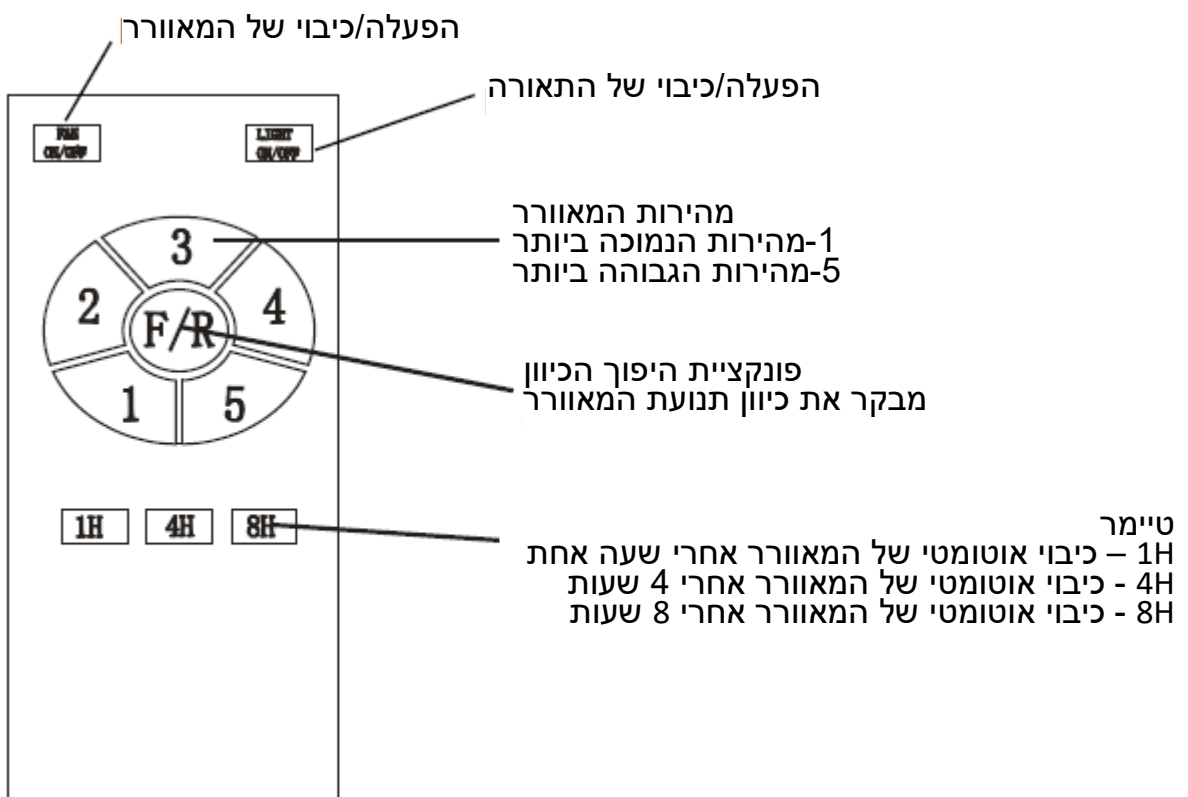 הפעלה/כיבוי של המאוורר
הפעלה/כיבוי של התאורה
FAN
ON/OFF
LIGHT
ON/OFF
מהירות המאוורר
1-מהירות הנמוכה ביותר
5-מהירות הגבוהה ביותר
3
2
4
F/R
1
5
פונקציית היפוך הכיוון
מבקר את כיוון תנועת המאוורר
1H
4H
8H
טיימר
1H – כיבוי אוטומטי של המאוורר אחרי שעה אחת
4H - כיבוי אוטומטי של המאוורר אחרי 4 שעות
8H - כיבוי אוטומטי של המאוורר אחרי 8 שעות